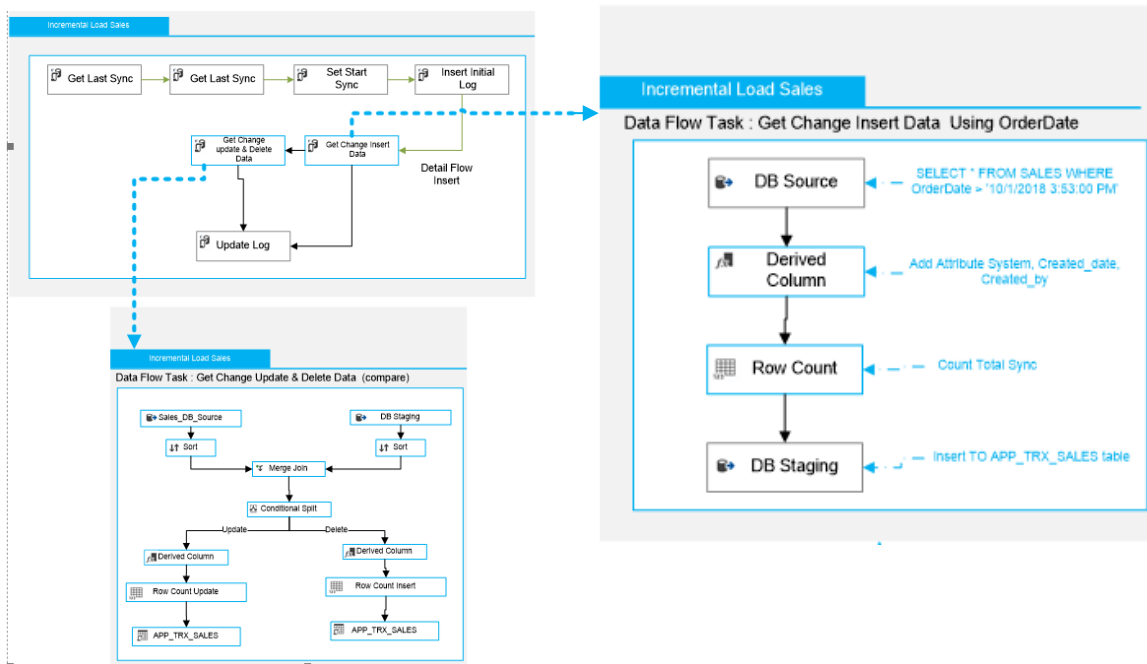 Incremental Load Sales
Get Last Sync
Get Last Sync
Set Start
Sync
Insert Initial
Log
Get Change
update & Delete
Data
Get Change Insert
Data
Detail Flow
Insert
Update Log
Incremental Load Sales
Data Flow Task : Get Change Insert Data Using OrderDate
DB Source
SELECT * FROM SALES WHERE
OrderDate > '10/1/2018 3:53:00 PM'
Derived
Column
Add Attribute System, Created_date,
Created_by
Row Count
Count Total Sync
DB Staging
Insert TO APP_TRX_SALES table
Incremental Load Sales
Data Flow Task : Get Change Update & Delete Data (compare)
Sales_DB_Source
DB Staging
Sort
Sort
Merge Join
Conditional Split
Update
Delete
Derived Column
Derived Column
Row Count Update
Row Count Insert
APP_TRX_SALES
APP_TRX_SALES